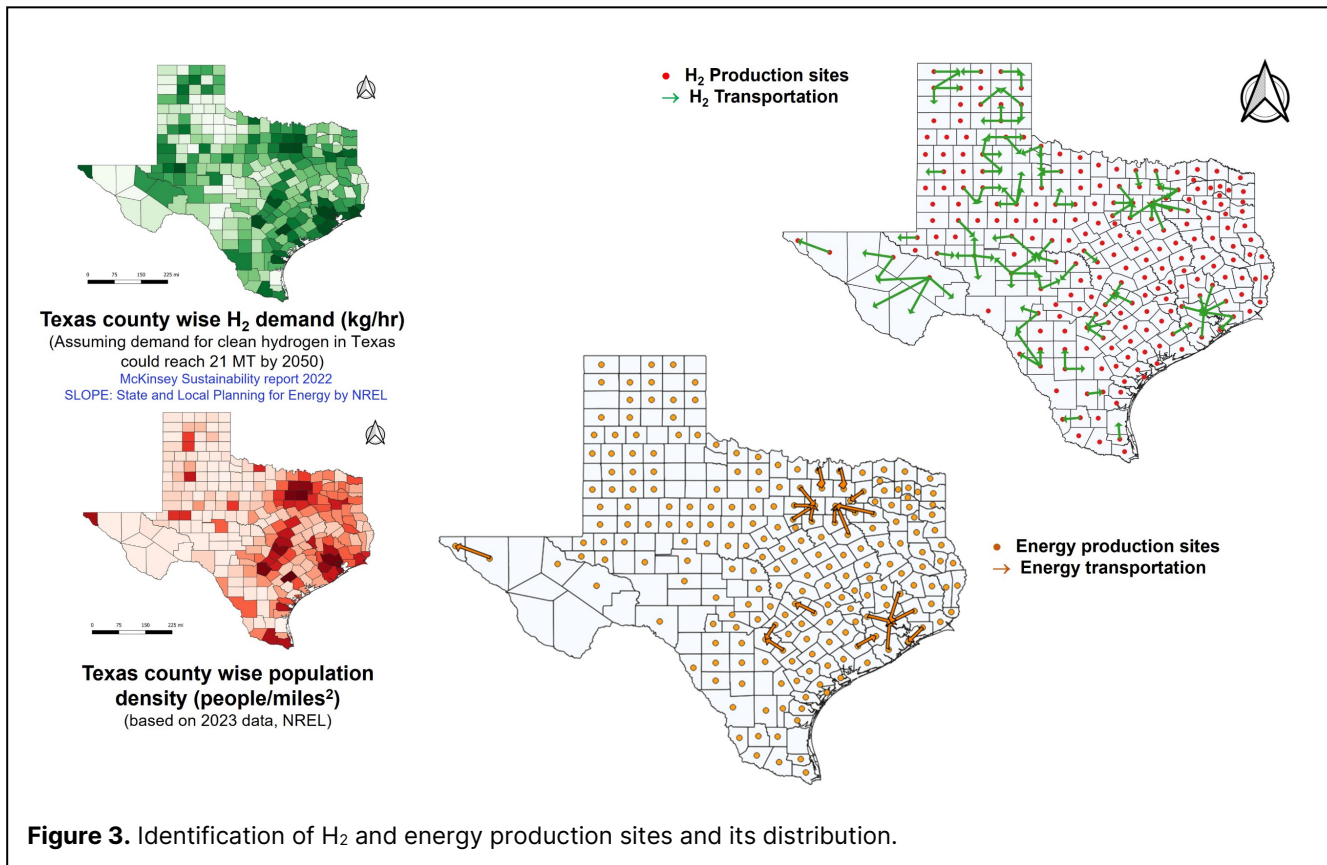 H₂ Production sites
→ H₂ Transportation
0 75 150 225 mi
Texas county wise H₂ demand (kg/hr)
(Assuming demand for clean hydrogen in Texas
could reach 21 MT by 2050)
McKinsey Sustainability report 2022
SLOPE: State and Local Planning for Energy by NREL
0 75 150 225 mi
Texas county wise population
density (people/miles²)
(based on 2023 data, NREL)
Energy production sites
→ Energy transportation
Figure 3. Identification of H₂ and energy production sites and its distribution.